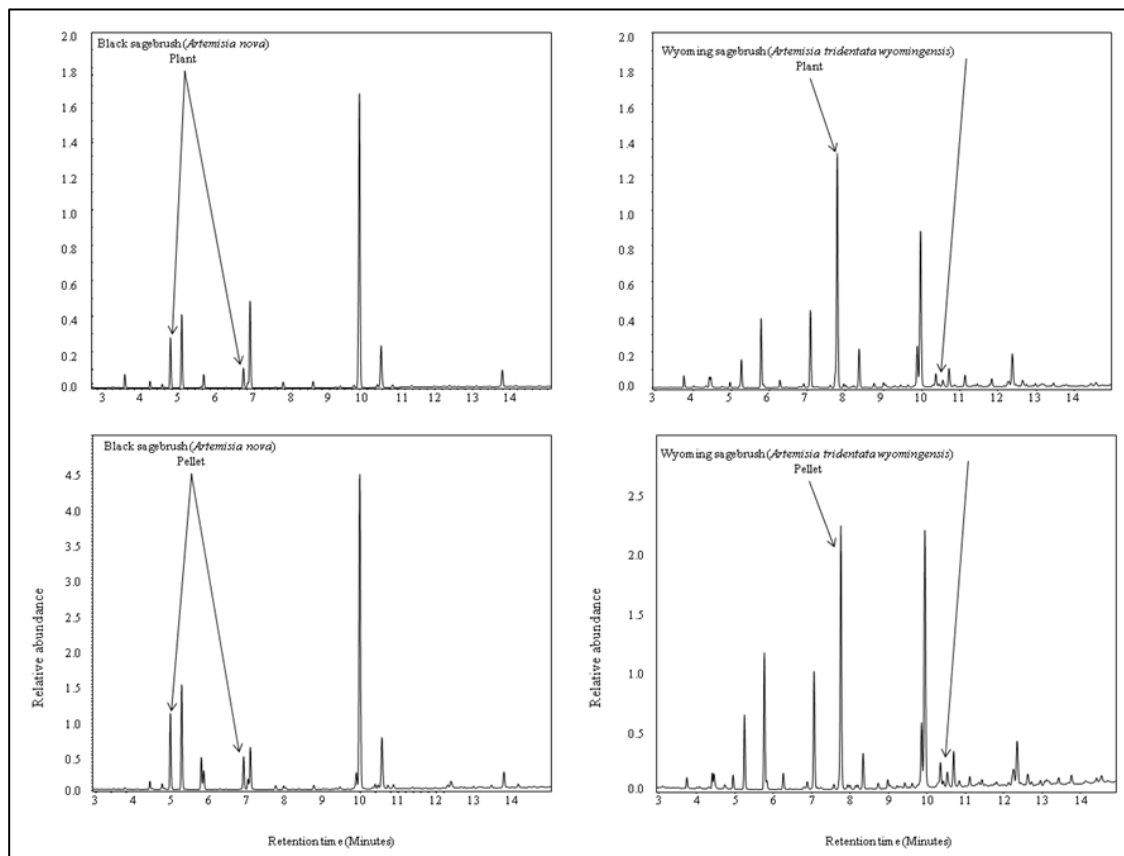 Black sagebrush(Artemisia nova)
Plant
2.0
1.8
1.6
1.4
1.2
1.0
0.8
0.6
0.4
0.2
0.0
3 4 5 6 7 8 9 10 11 12 13 14
Wyoming sagebrush(Artemisia tridentata wyomingensis)
Plant
2.0
1.8
1.6
1.4
1.2
1.0
0.8
0.6
0.4
0.2
0.0
3 4 5 6 7 8 9 10 11 12 13 14
Black sagebrush(Artemisia nova)
Pellet
4.5
4.0
3.5
3.0
2.5
2.0
1.5
1.0
0.5
0.0
Relative abundance
3 4 5 6 7 8 9 10 11 12 13 14
Retention time (Minutes)
Wyoming sagebrush(Artemisia tridentata wyomingensis)
Pellet
2.5
2.0
1.5
1.0
0.5
0.0
Relative abundance
3 4 5 6 7 8 9 10 11 12 13 14
Retention time (Minutes)